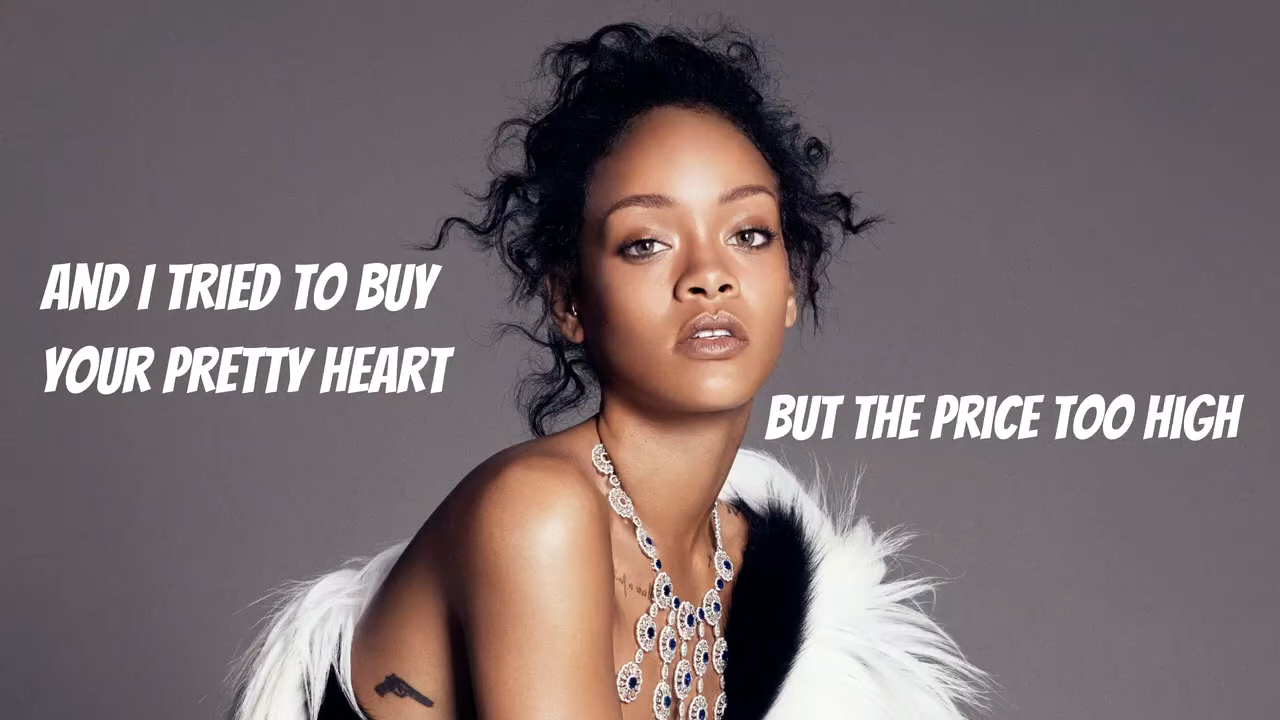 AND I TRIED TO BUY
YOUR PRETTY HEART
BUT THE PRICE TOO HIGH